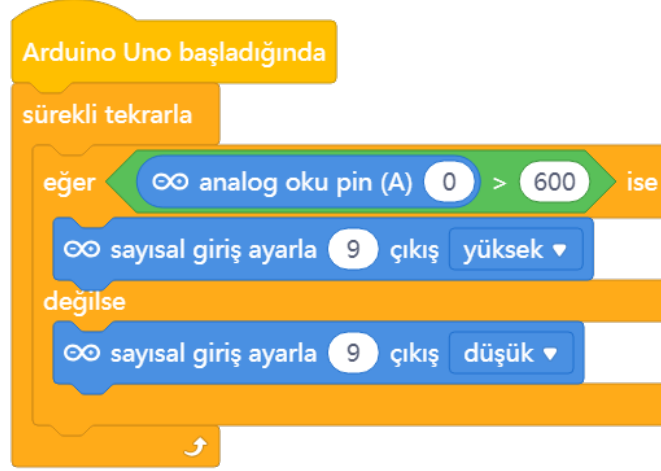 Arduino Uno başladığında
sürekli tekrarla
eğer analog oku pin (A) 0 > 600 ise
sayısal giriş ayarla 9 çıkış yüksek
değilse
sayısal giriş ayarla 9 çıkış düşük